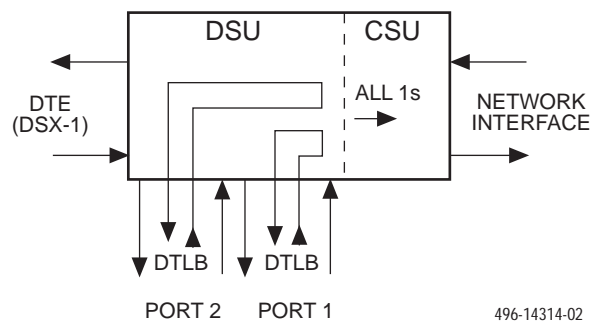 DSU
CSU
ALL 1s
DTE
(DSX-1)
NETWORK
INTERFACE
DTLB
DTLB
PORT 2
PORT 1
496-14314-02